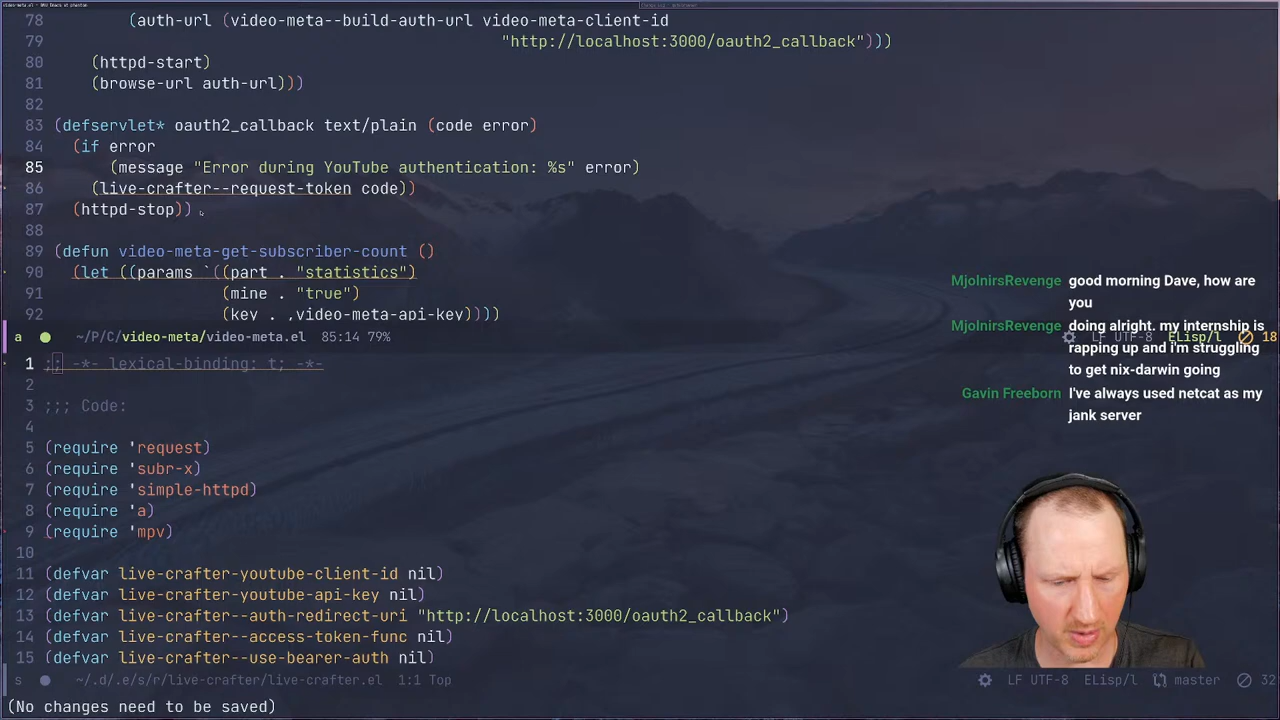 78 (auth-url (video-meta--build-auth-url video-meta-client-id
79 "http://localhost:3000/oauth2_callback")))
80 (httpd-start)
81 (browse-url auth-url)))
82
83 (defservlet* oauth2_callback text/plain (code error)
84 (if error
85 (message "Error during YouTube authentication: %s" error)
86 (live-crafter--request-token code))
87 (httpd-stop))
88
89 (defun video-meta-get-subscriber-count ()
90 (let ((params `((part . "statistics")
91 (mine . "true")
92 (key . ,video-meta-api-key))))
a ~/P/C/video-meta/video-meta.el 85:14 79% LF UTF-8 ELisp/l 18
1 ;; -*- lexical-binding: t; -*-
2
3 ;;; Code:
4
5 (require 'request)
6 (require 'subr-x)
7 (require 'simple-httpd)
8 (require 'a)
9 (require 'mpv)
10
11 (defvar live-crafter-youtube-client-id nil)
12 (defvar live-crafter-youtube-api-key nil)
13 (defvar live-crafter--auth-redirect-uri "http://localhost:3000/oauth2_callback")
14 (defvar live-crafter--access-token-func nil)
15 (defvar live-crafter--use-bearer-auth nil)
s ~/.d/.e/s/r/live-crafter/live-crafter.el 1:1 Top LF UTF-8 ELisp/l master 32
(No changes need to be saved)
MjolnirsRevenge good morning Dave, how are
you
MjolnirsRevenge doing alright. my internship is
rapping up and i'm struggling
to get nix-darwin going
Gavin Freeborn I've always used netcat as my
jank server